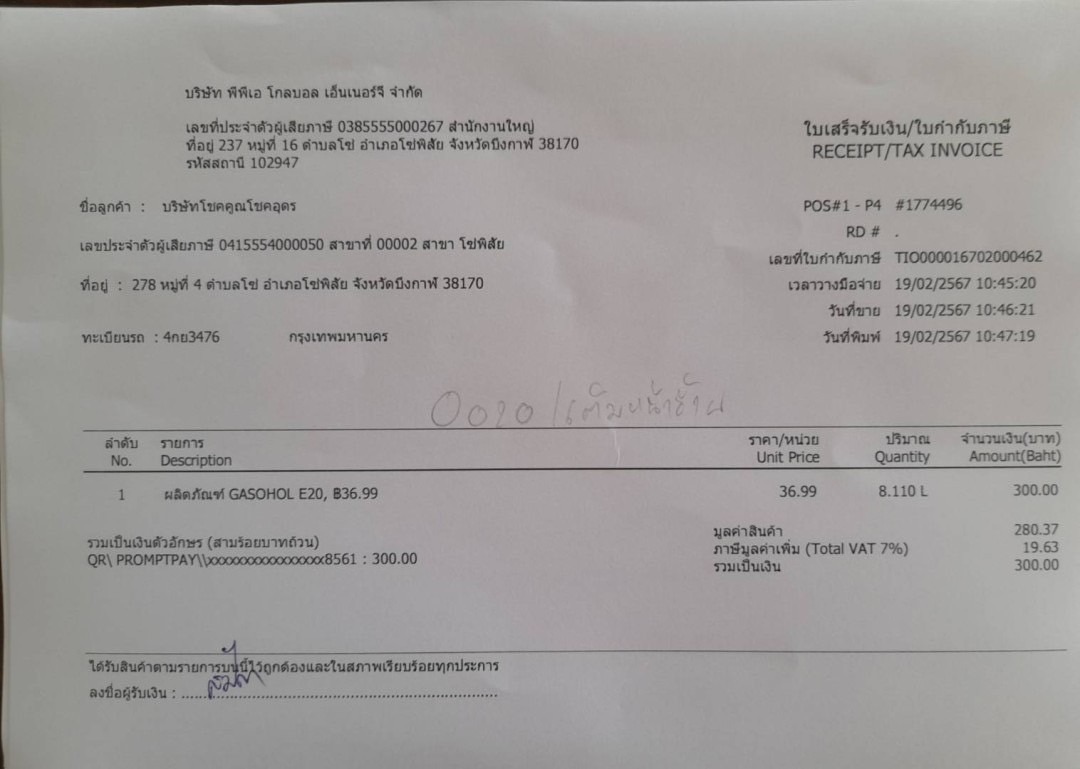 บริษัท พีพีเอ โกลบอล เอ็นเนอร์จี จำกัด
เลขที่ประจำตัวผู้เสียภาษี 0385555000267 สำนักงานใหญ่
ที่อยู่ 237 หมู่ที่ 16 ตำบลโซ่ อำเภอโซ่พิสัย จังหวัดบึงกาฬ 38170
รหัสสถานี 102947
ใบเสร็จรับเงิน/ใบกำกับภาษี
RECEIPT/TAX INVOICE
ชื่อลูกค้า : บริษัทโชคคูณโชคอุดร
เลขประจำตัวผู้เสียภาษี 0415554000050 สาขาที่ 00002 สาขา โซ่พิสัย
ที่อยู่ : 278 หมู่ที่ 4 ตำบลโซ่ อำเภอโซ่พิสัย จังหวัดบึงกาฬ 38170
ทะเบียนรถ : 4กย3476 กรุงเทพมหานคร
POS#1 - P4 #1774496
RD # .
เลขที่ใบกำกับภาษี TIO000016702000462
เวลาวางมือจ่าย 19/02/2567 10:45:20
วันที่ขาย 19/02/2567 10:46:21
วันที่พิมพ์ 19/02/2567 10:47:19
ลำดับ รายการ ราคา/หน่วย ปริมาณ จำนวนเงิน(บาท)
No. Description Unit Price Quantity Amount(Baht)
1 ผลิตภัณฑ์ GASOHOL E20, ฿36.99 36.99 8.110 L 300.00
รวมเป็นเงินตัวอักษร (สามร้อยบาทถ้วน)
QR\ PROMPTPAY\\xxxxxxxxxxxxxxxx8561 : 300.00
มูลค่าสินค้า 280.37
ภาษีมูลค่าเพิ่ม (Total VAT 7%) 19.63
รวมเป็นเงิน 300.00
ได้รับสินค้าตามรายการบนนี้ไว้ถูกต้องและในสภาพเรียบร้อยทุกประการ
ลงชื่อผู้รับเงิน :